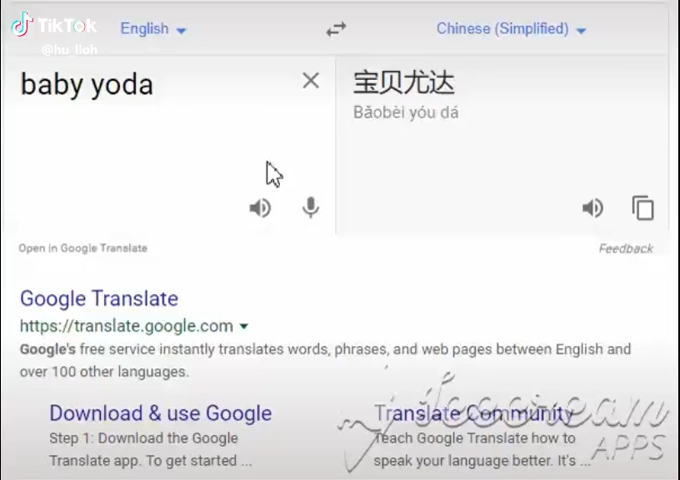 TikTok
@hu_lloh
English
Chinese (Simplified)
baby yoda
宝贝尤达
Bǎobèi yóu dá
Open in Google Translate
Feedback
Google Translate
https://translate.google.com
Google's free service instantly translates words, phrases, and web pages between English and
over 100 other languages.
Download & use Google
Step 1: Download the Google
Translate app. To get started ...
Translate Community
Teach Google Translate how to
speak your language better. It's ...
Icecream
APPS